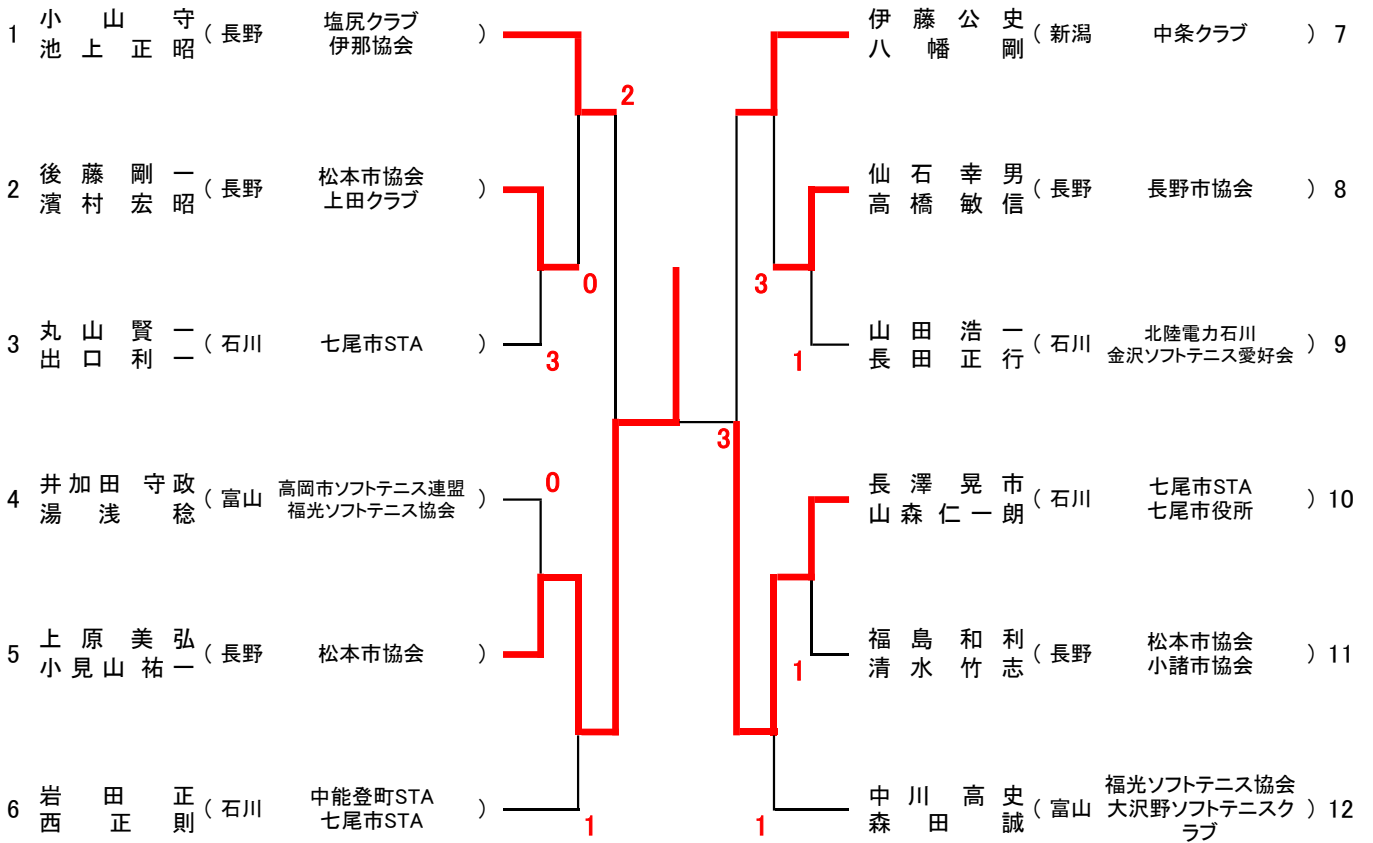 1 小山守 池上正昭 ( 長野 塩尻クラブ 伊那協会 )
2
2 後藤剛一 濱村宏昭 ( 長野 松本市協会 上田クラブ )
0
3 丸山賢一 出口利一 ( 石川 七尾市STA )
3
4 井加田守政 湯浅稔 ( 富山 高岡市ソフトテニス連盟 福光ソフトテニス協会 )
0
5 上原美弘 小見山祐一 ( 長野 松本市協会 )
6 岩田正 西正則 ( 石川 中能登町STA 七尾市STA )
1
3
伊藤公史 八幡剛 ( 新潟 中条クラブ ) 7
仙石幸男 高橋敏信 ( 長野 長野市協会 ) 8
3
山田浩一 長田正行 ( 石川 北陸電力石川 金沢ソフトテニス愛好会 ) 9
1
長澤晃市 山森仁一朗 ( 石川 七尾市STA 七尾市役所 ) 10
福島和利 清水竹志 ( 長野 松本市協会 小諸市協会 ) 11
1
中川高史 森田誠 ( 富山 福光ソフトテニス協会 大沢野ソフトテニスクラブ ) 12
1